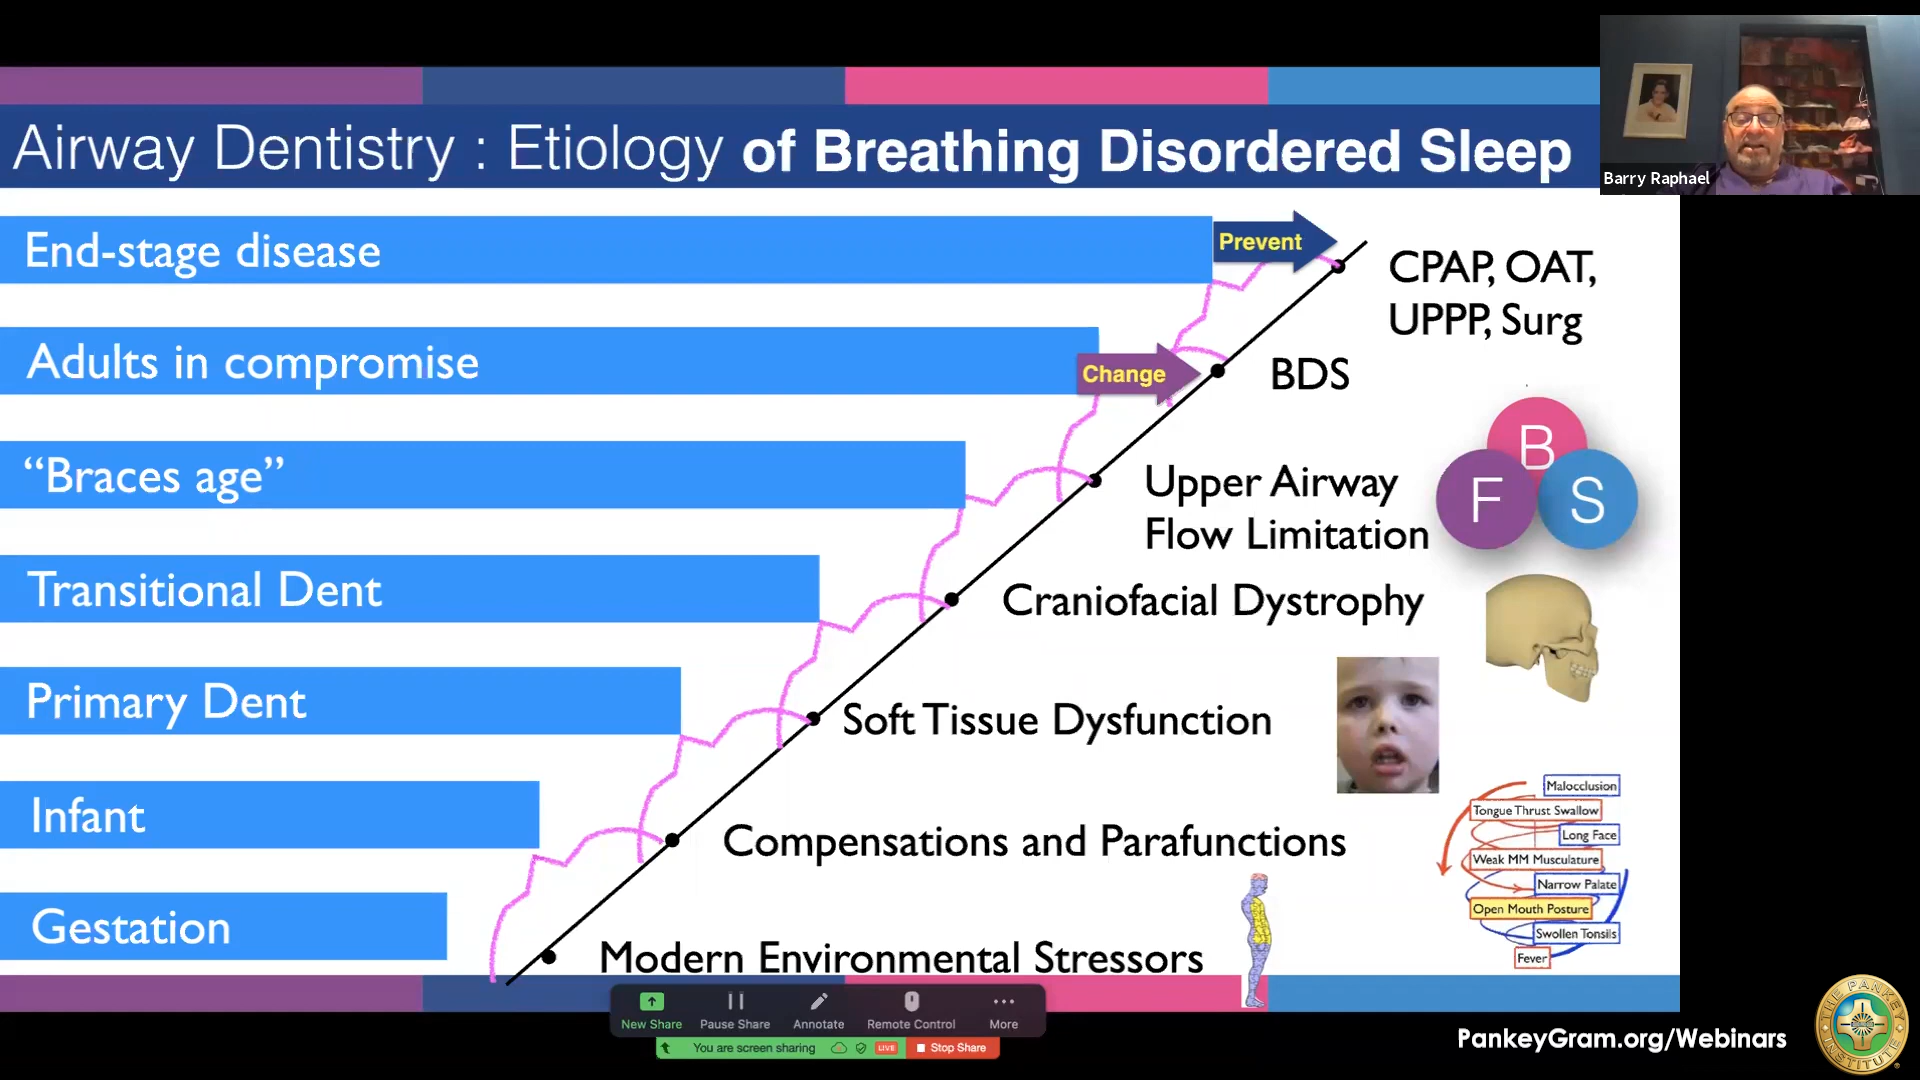 Airway Dentistry : Etiology of Breathing Disordered Sleep
Barry Raphael
End-stage disease
Prevent
CPAP, OAT,
UPPP, Surg
Adults in compromise
Change
BDS
“Braces age”
Upper Airway
Flow Limitation
B
F
S
Transitional Dent
Craniofacial Dystrophy
Primary Dent
Soft Tissue Dysfunction
Infant
Compensations and Parafunctions
Malocclusion
Tongue Thrust Swallow
Long Face
Weak MM Musculature
Narrow Palate
Open Mouth Posture
Swollen Tonsils
Fever
Gestation
Modern Environmental Stressors
New Share
Pause Share
Annotate
Remote Control
More
You are screen sharing
LIVE
Stop Share
PankeyGram.org/Webinars
THE PANKEY
INSTITUTE